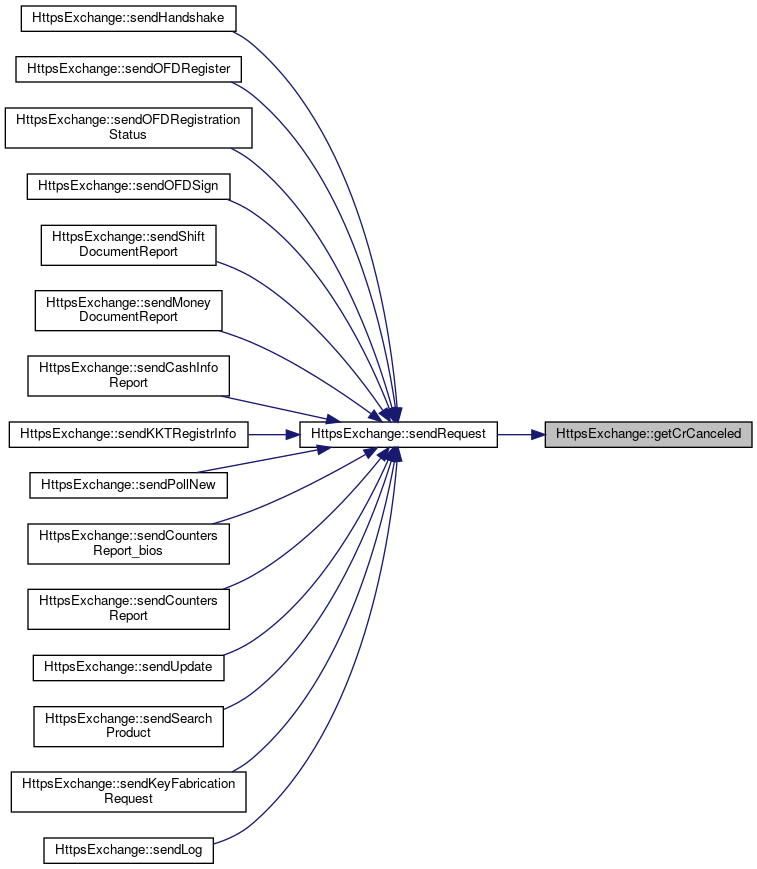 HttpsExchange::sendHandshake
HttpsExchange::sendOFDRegister
HttpsExchange::sendOFDRegistration
Status
HttpsExchange::sendOFDSign
HttpsExchange::sendShift
DocumentReport
HttpsExchange::sendMoney
DocumentReport
HttpsExchange::sendCashInfo
Report
HttpsExchange::sendKKTRegistrInfo
HttpsExchange::sendRequest
HttpsExchange::getCrCanceled
HttpsExchange::sendPollNew
HttpsExchange::sendCounters
Report_bios
HttpsExchange::sendCounters
Report
HttpsExchange::sendUpdate
HttpsExchange::sendSearch
Product
HttpsExchange::sendKeyFabrication
Request
HttpsExchange::sendLog